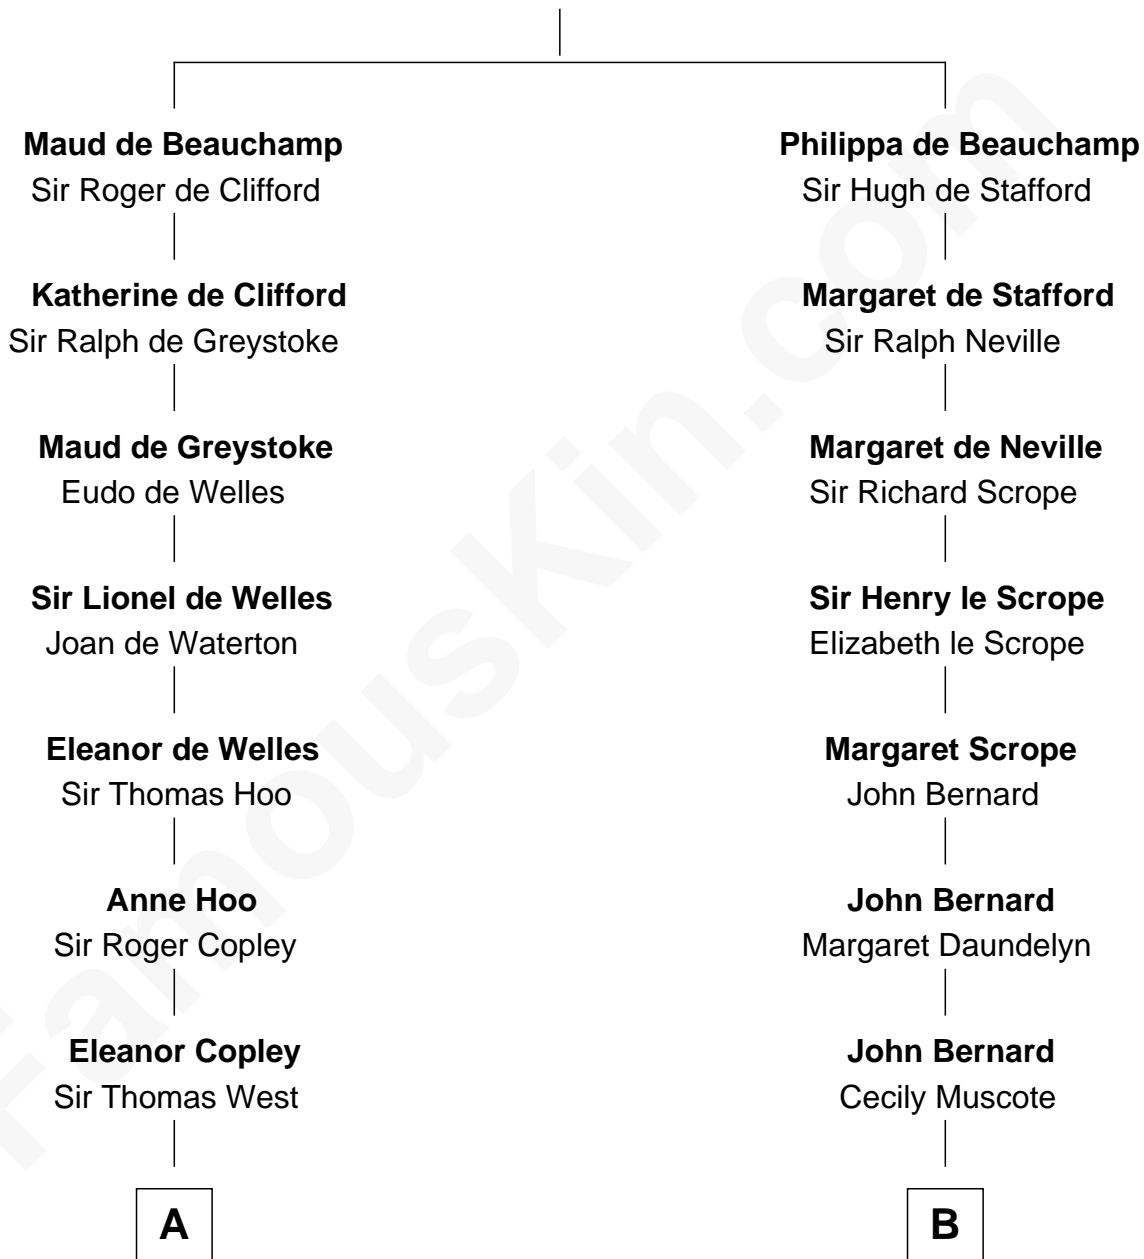 Maud de Beauchamp
Sir Roger de Clifford
Katherine de Clifford
Sir Ralph de Greystoke
Maud de Greystoke
Eudo de Welles
Sir Lionel de Welles
Joan de Waterton
Eleanor de Welles
Sir Thomas Hoo
Anne Hoo
Sir Roger Copley
Eleanor Copley
Sir Thomas West
A
Philippa de Beauchamp
Sir Hugh de Stafford
Margaret de Stafford
Sir Ralph Neville
Margaret de Neville
Sir Richard Scrope
Sir Henry le Scrope
Elizabeth le Scrope
Margaret Scrope
John Bernard
John Bernard
Margaret Daundelyn
John Bernard
Cecily Muscote
B
FamousKin.com